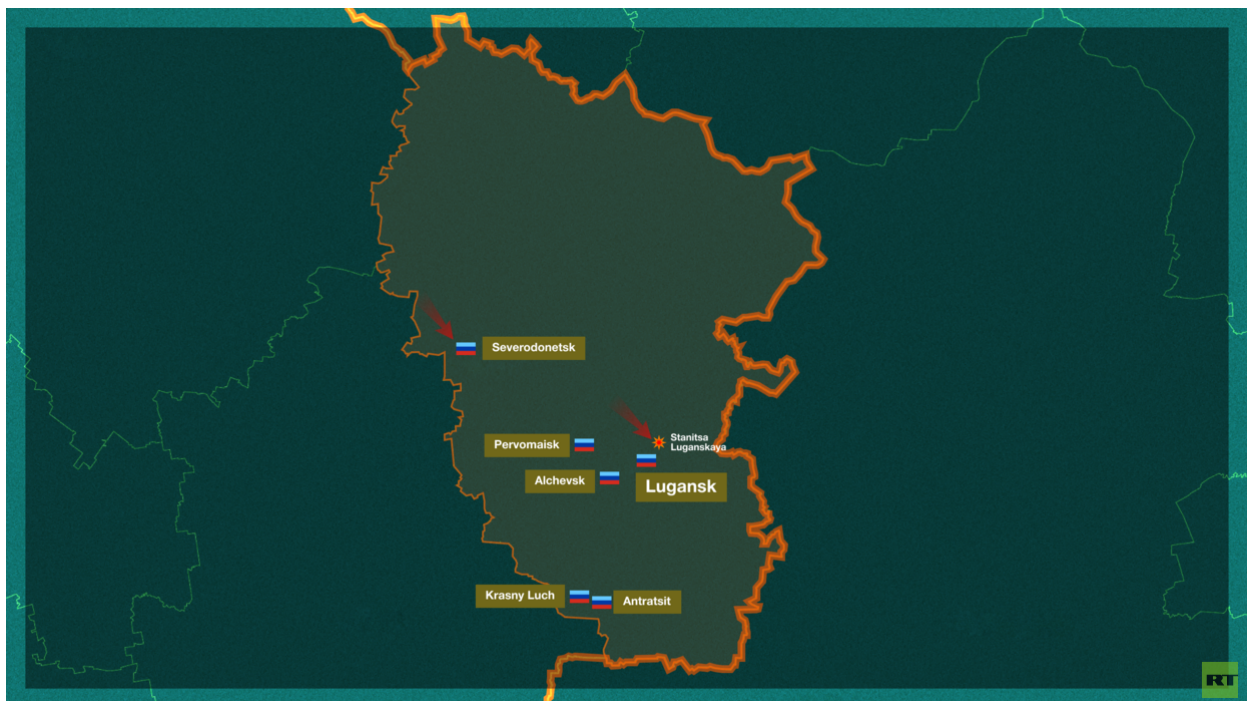 Severodonetsk
Stanitsa
Luganskaya
Pervomaisk
Alchevsk
Lugansk
Krasny Luch
Antratsit
RT